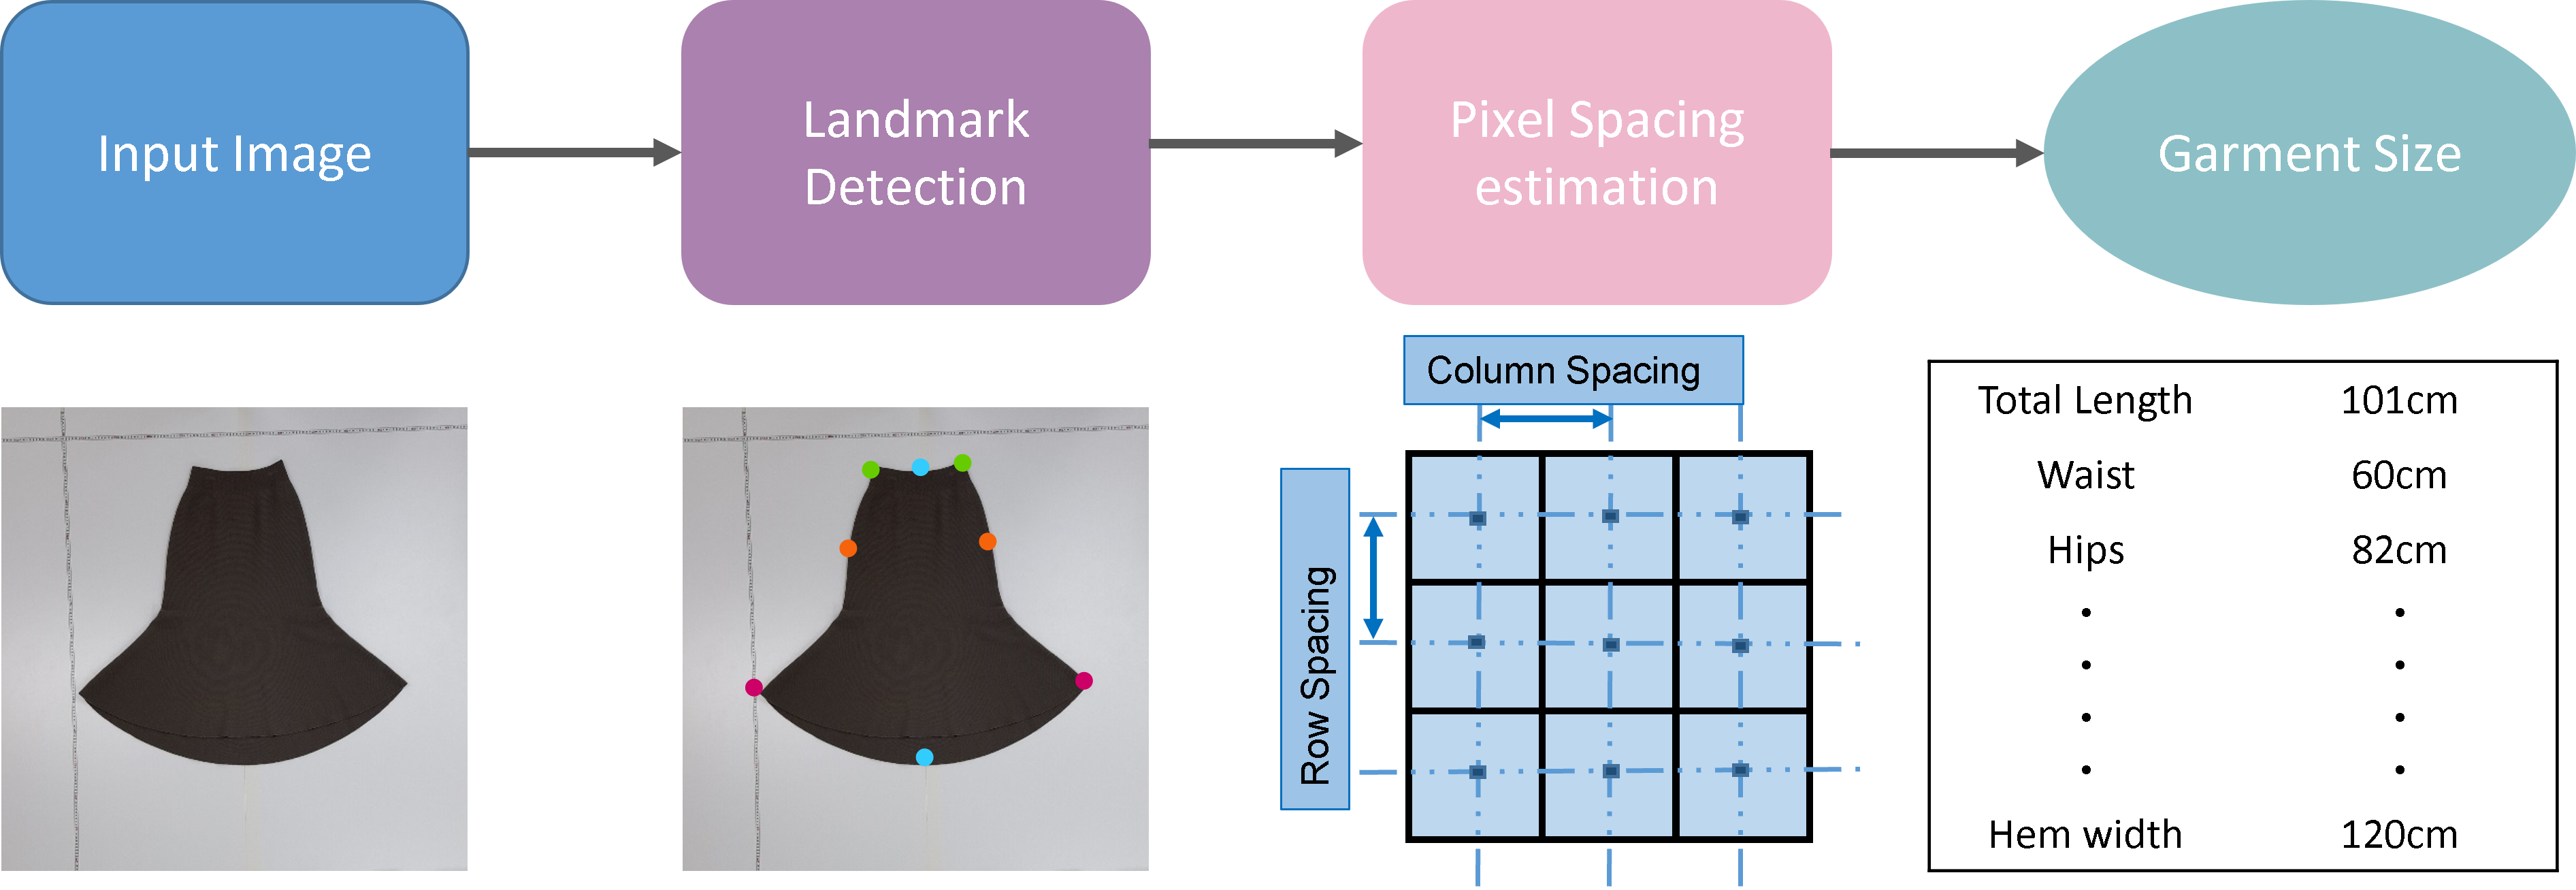 Input Image
Landmark
Detection
Pixel Spacing
estimation
Garment Size
Column Spacing
Row Spacing
Total Length 101cm
Waist 60cm
Hips 82cm
Hem width 120cm